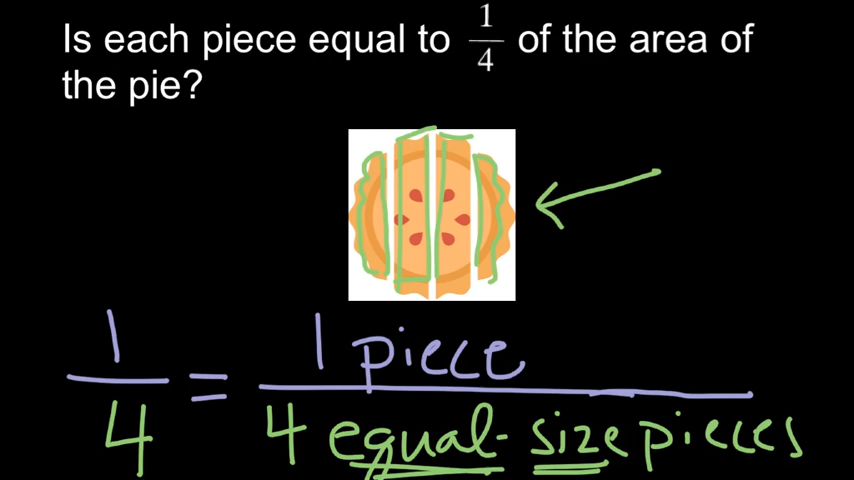 Is each piece equal to 1/4 of the area of
the pie?
1/4 = 1 piece / 4 equal-size pieces